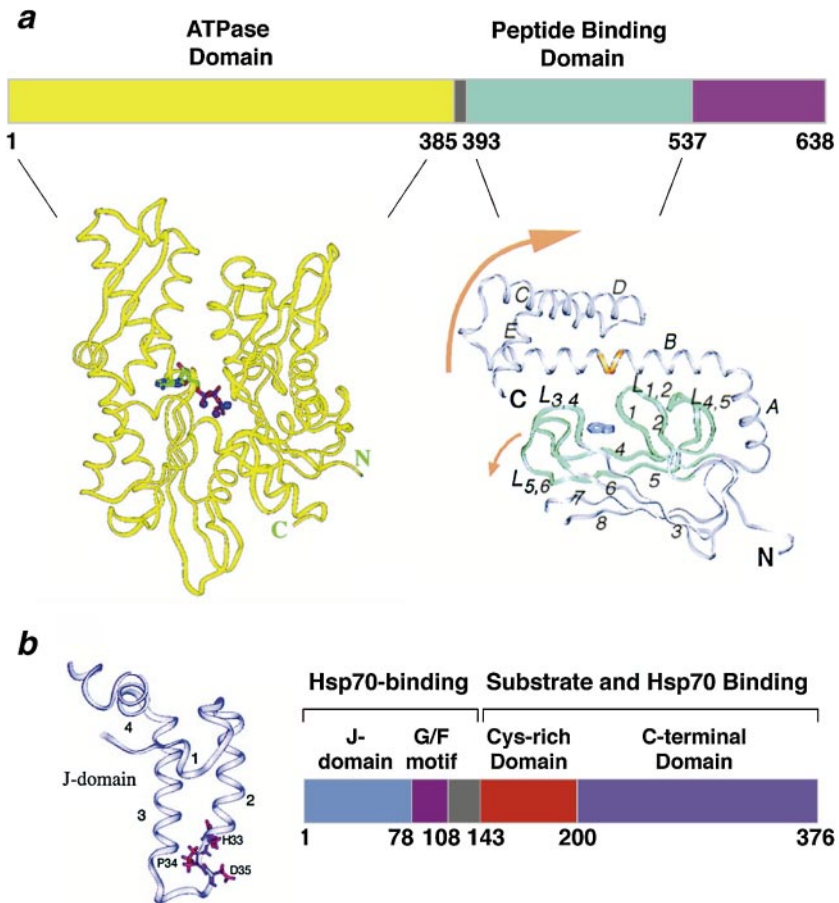 a
ATPase
Domain
Peptide Binding
Domain
1
385
393
537
638
N
C
C
D
E
B
A
C
L3,4
L1,2
L4,5
1
2
4
5
L5,6
6
7
8
3
N
b
J-domain
4
1
3
2
H33
P34
D35
Hsp70-binding
Substrate and Hsp70 Binding
J-
domain
G/F
motif
Cys-rich
Domain
C-terminal
Domain
1
78
108
143
200
376